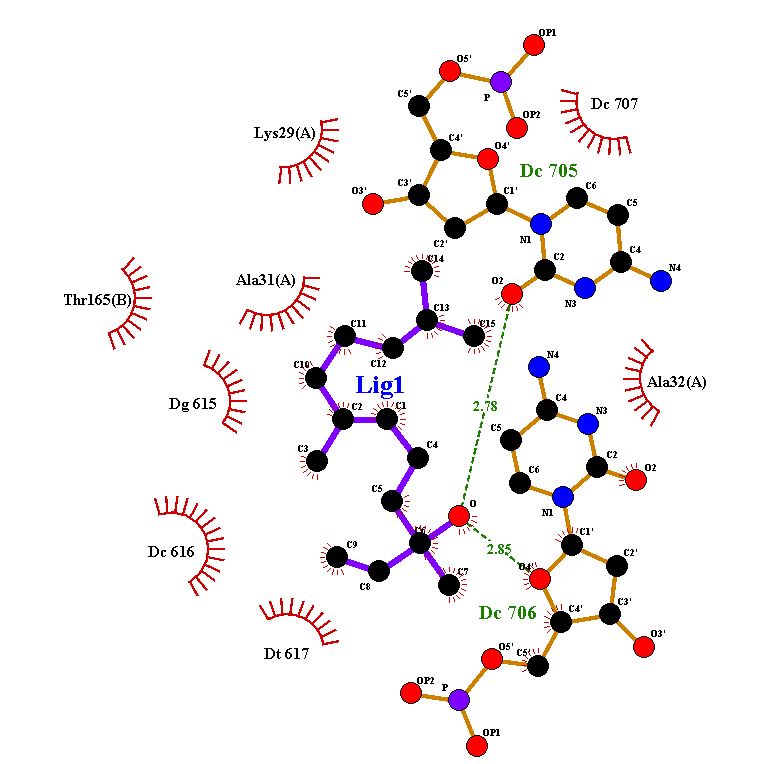 OP1
O5'
P
OP2
C5'
Dc 707
Lys29(A)
C4'
O4'
Dc 705
C3'
C1'
C6
O3'
C5
N1
C2'
C4
C14
C2
N4
Ala31(A)
O2
N3
Thr165(B)
C13
C15
C11
C12
N4
C10
Lig1
Ala32(A)
C4
Dg 615
N3
C2
C1
2.78
C5
C3
C4
C6
C2
O2
C5
O
N1
C6
C1'
Dc 616
C9
2.85
C2'
C8
C7
O4'
Dc 706
C4'
C3'
Dt 617
O3'
O5'
C5'
OP2
P
OP1